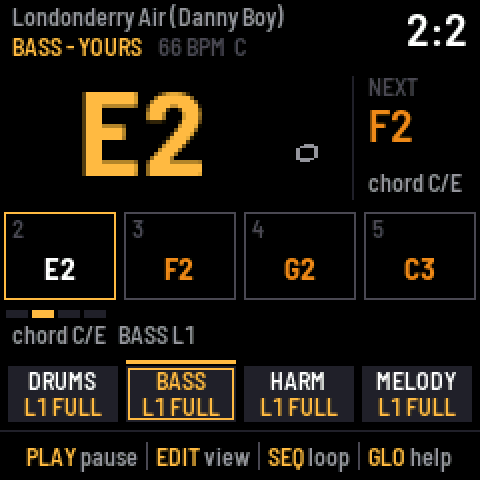 Londonderry Air (Danny Boy)
BASS - YOURS 66 BPM C
2:2
E2
NEXT
F2
chord C/E
2 3 4 5
E2 F2 G2 C3
chord C/E BASS L1
DRUMS BASS HARM MELODY
L1 FULL L1 FULL L1 FULL L1 FULL
PLAY pause EDIT view SEQ loop GLO help